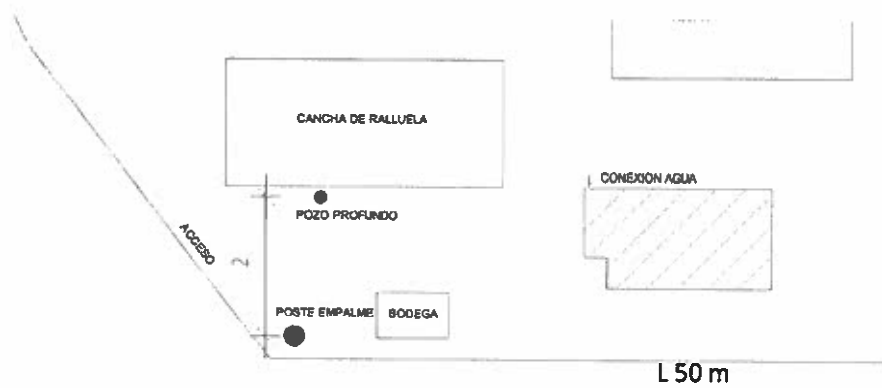 CANCHA DE RALLUELA
CONEXION AGUA
POZO PROFUNDO
ACCESO
2
POSTE EMPALME
BODEGA
L 50 m